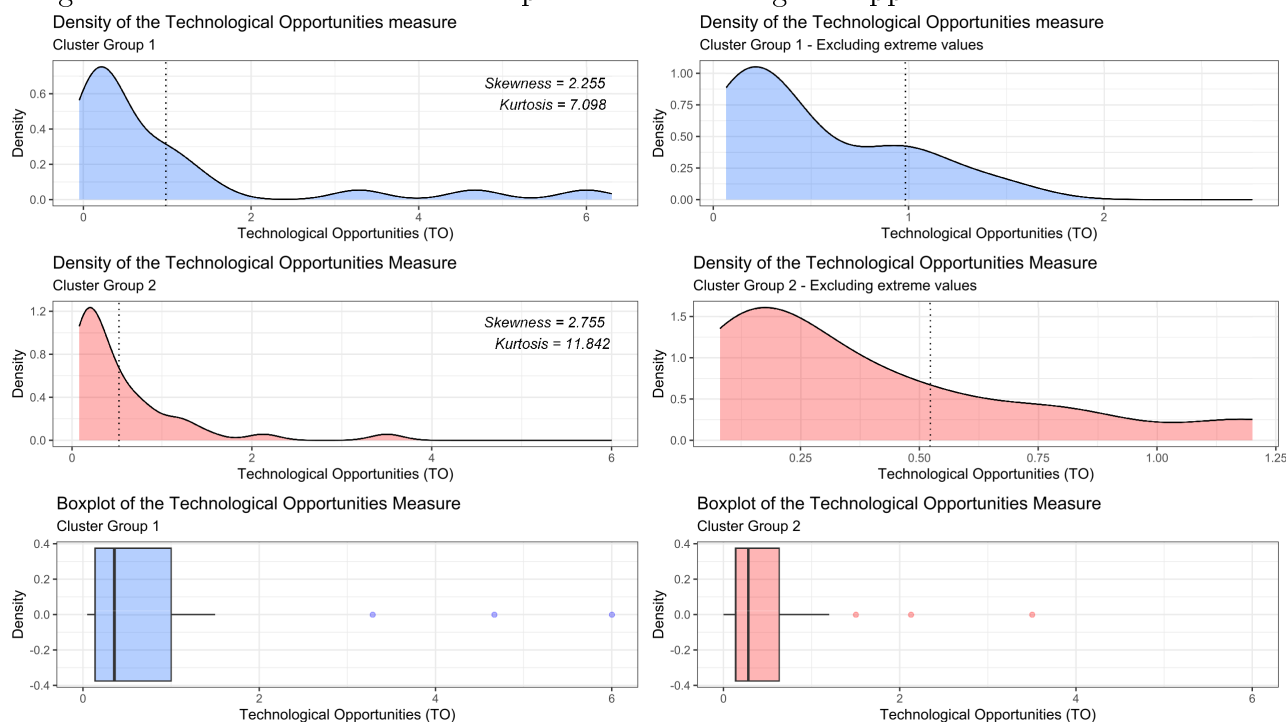 Density of the Technological Opportunities measure
Cluster Group 1
Skewness = 2.255
Kurtosis = 7.098
Density
0.6
0.4
0.2
0.0
0 2 4 6
Technological Opportunities (TO)
Density of the Technological Opportunities measure
Cluster Group 1 - Excluding extreme values
Density
1.00
0.75
0.50
0.25
0.00
0 1 2
Technological Opportunities (TO)
Density of the Technological Opportunities Measure
Cluster Group 2
Skewness = 2.755
Kurtosis = 11.842
Density
1.2
0.8
0.4
0.0
0 2 4 6
Technological Opportunities (TO)
Density of the Technological Opportunities Measure
Cluster Group 2 - Excluding extreme values
Density
1.5
1.0
0.5
0.0
0.25 0.50 0.75 1.00 1.25
Technological Opportunities (TO)
Boxplot of the Technological Opportunities Measure
Cluster Group 1
Density
0.4
0.2
0.0
-0.2
-0.4
0 2 4 6
Technological Opportunities (TO)
Boxplot of the Technological Opportunities Measure
Cluster Group 2
Density
0.4
0.2
0.0
-0.2
-0.4
0 2 4 6
Technological Opportunities (TO)